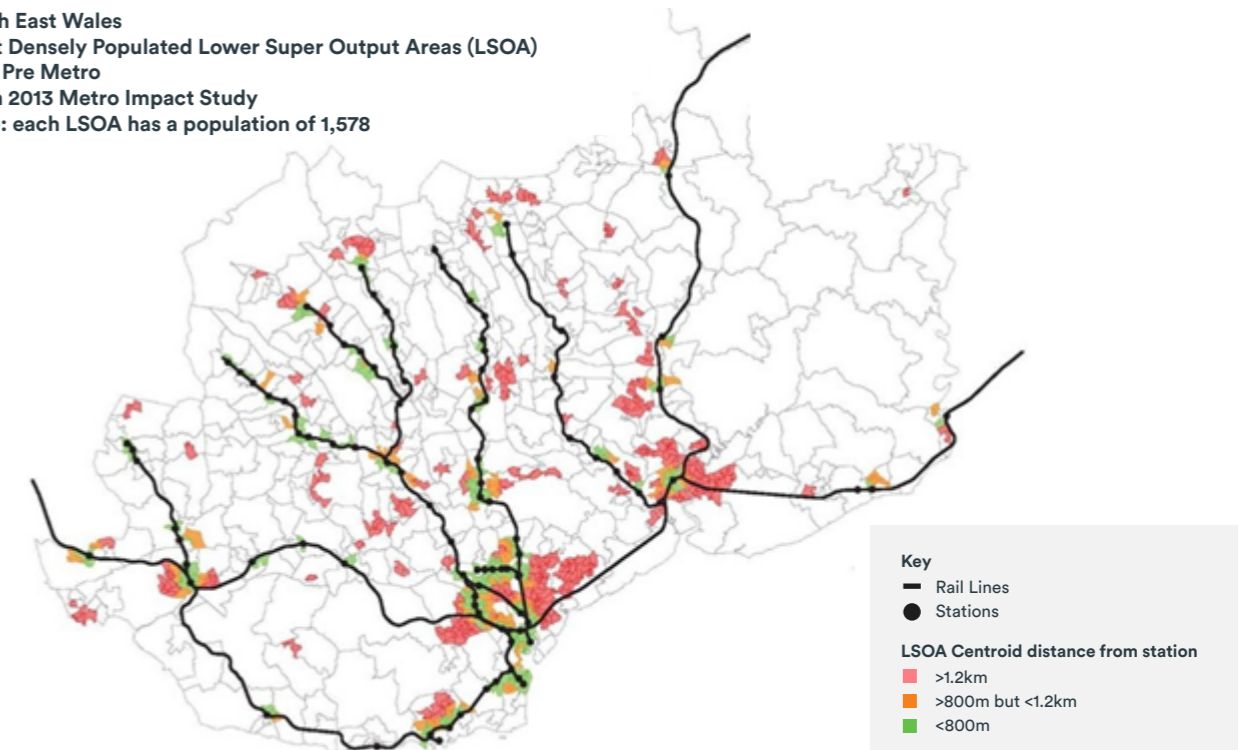 h East Wales
: Densely Populated Lower Super Output Areas (LSOA)
Pre Metro
2013 Metro Impact Study
: each LSOA has a population of 1,578
Key
Rail Lines
Stations
LSOA Centroid distance from station
>1.2km
>800m but <1.2km
<800m